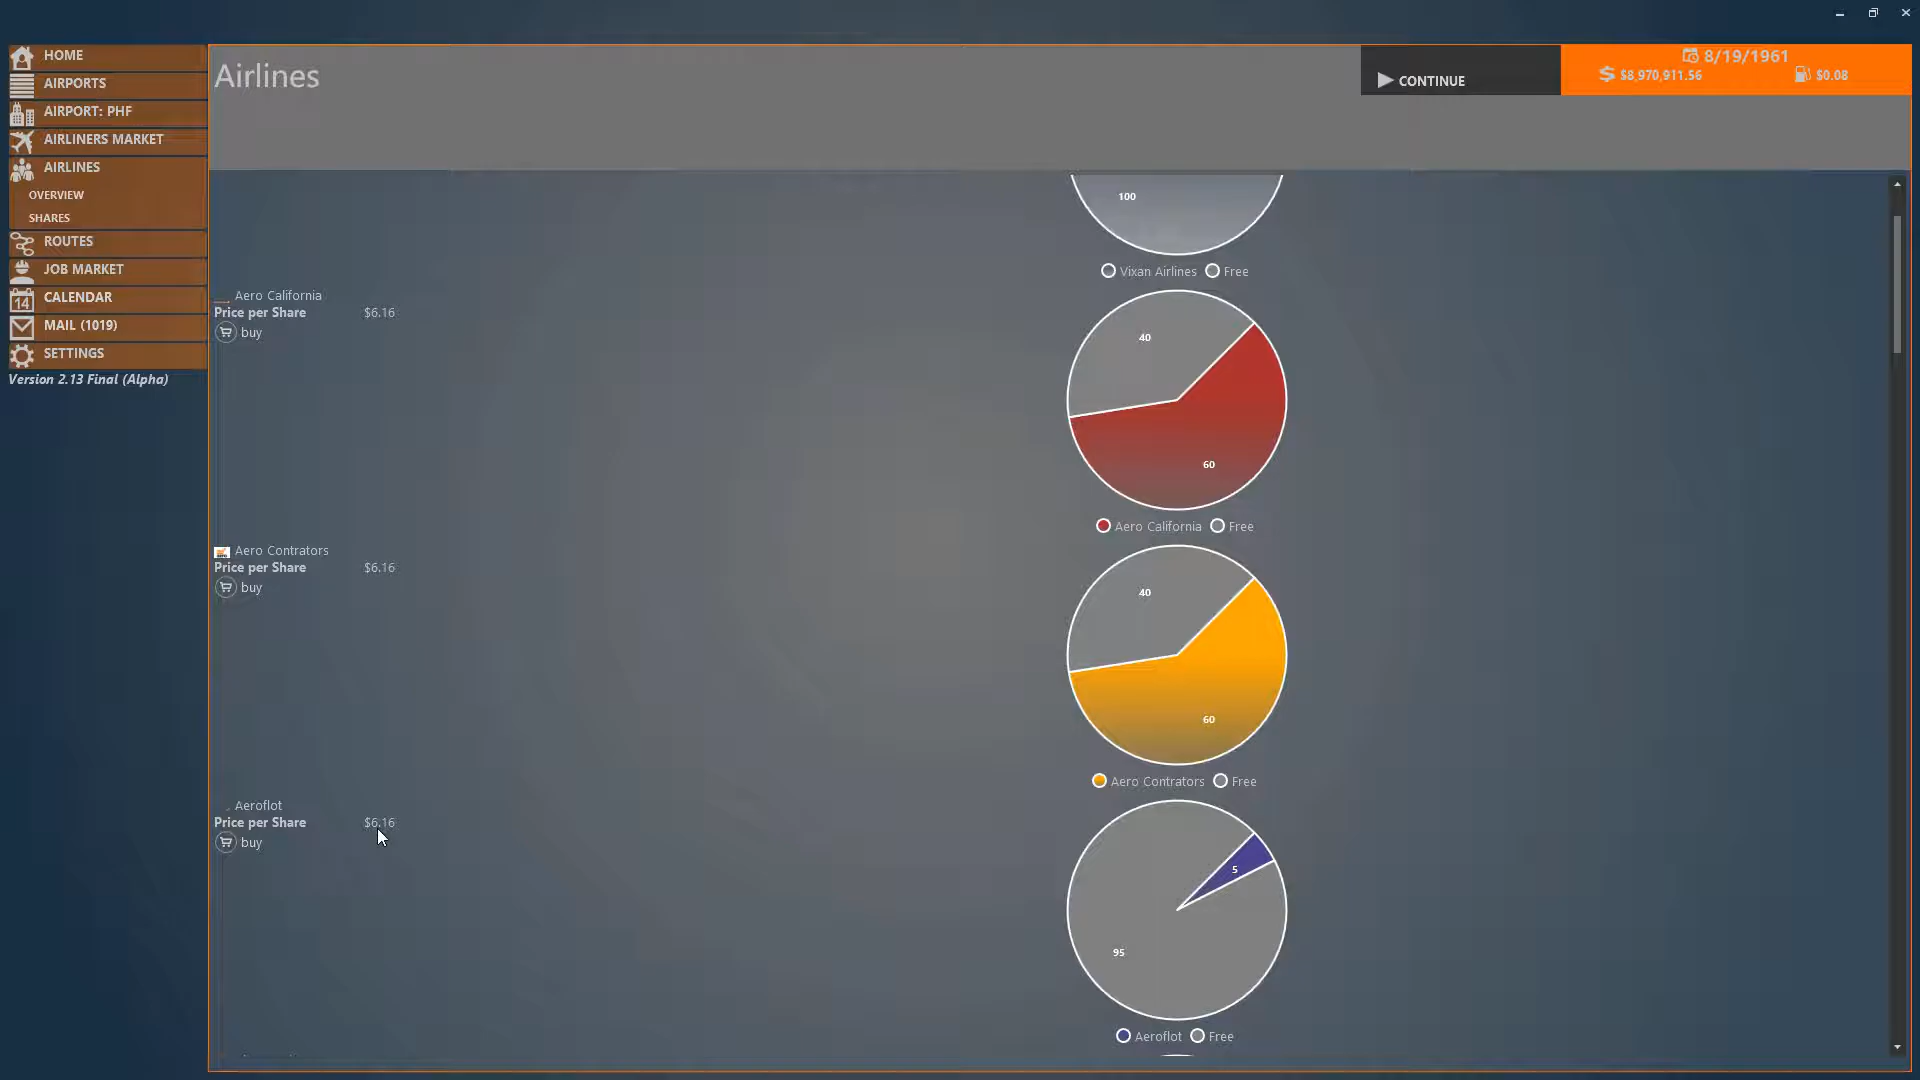 HOME
AIRPORTS
AIRPORT: PHF
AIRLINERS MARKET
AIRLINES
OVERVIEW
SHARES
ROUTES
JOB MARKET
14 CALENDAR
MAIL (1019)
SETTINGS
Version 2.13 Final (Alpha)
Airlines
CONTINUE
8/19/1961
$8,970,911.56 $0.08
100
Vixan Airlines Free
Aero California
Price per Share $6.16
buy
40
60
Aero California Free
Aero Contrators
Price per Share $6.16
buy
40
60
Aero Contrators Free
Aeroflot
Price per Share $6.16
buy
5
95
Aeroflot Free